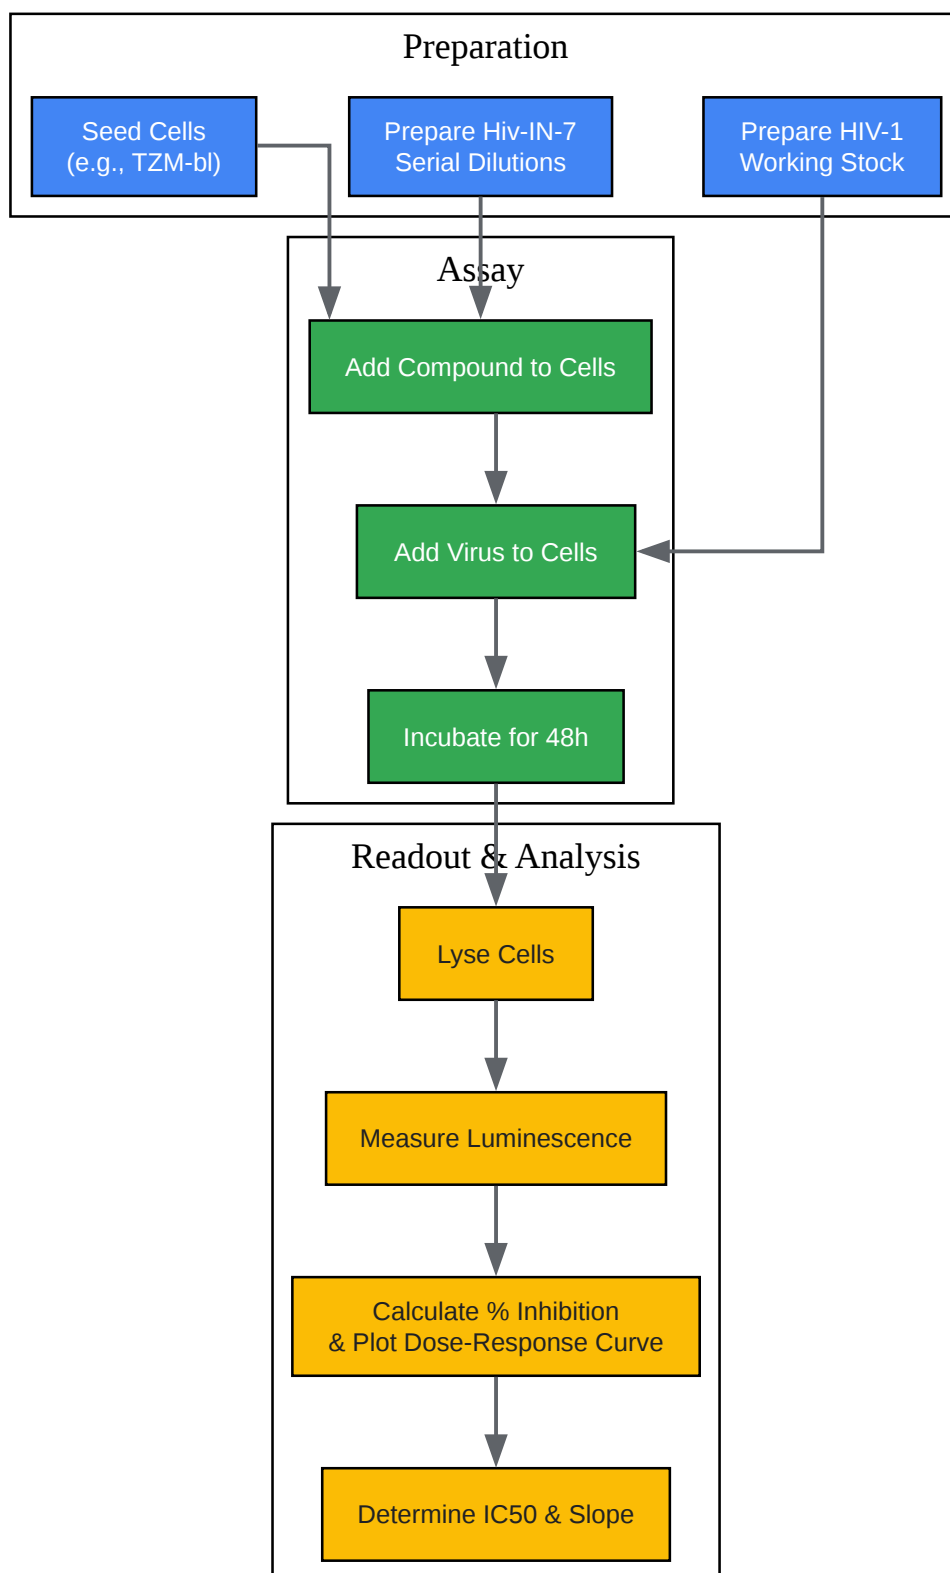 Preparation
Seed Cells
(e.g., TZM-bl)
Prepare Hiv-IN-7
Serial Dilutions
Prepare HIV-1
Working Stock
Assay
Add Compound to Cells
Add Virus to Cells
Incubate for 48h
Readout & Analysis
Lyse Cells
Measure Luminescence
Calculate % Inhibition
& Plot Dose-Response Curve
Determine IC50 & Slope